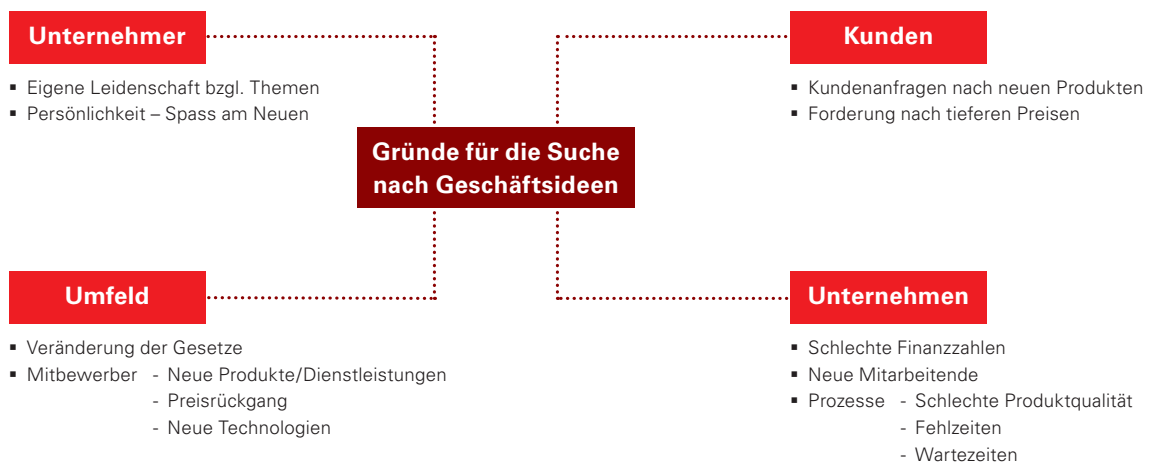 Unternehmer
▪ Eigene Leidenschaft bzgl. Themen
▪ Persönlichkeit – Spass am Neuen
Kunden
▪ Kundenanfragen nach neuen Produkten
▪ Forderung nach tieferen Preisen
Gründe für die Suche
nach Geschäftsideen
Umfeld
▪ Veränderung der Gesetze
▪ Mitbewerber - Neue Produkte/Dienstleistungen
- Preisrückgang
- Neue Technologien
Unternehmen
▪ Schlechte Finanzzahlen
▪ Neue Mitarbeitende
▪ Prozesse - Schlechte Produktqualität
- Fehlzeiten
- Wartezeiten